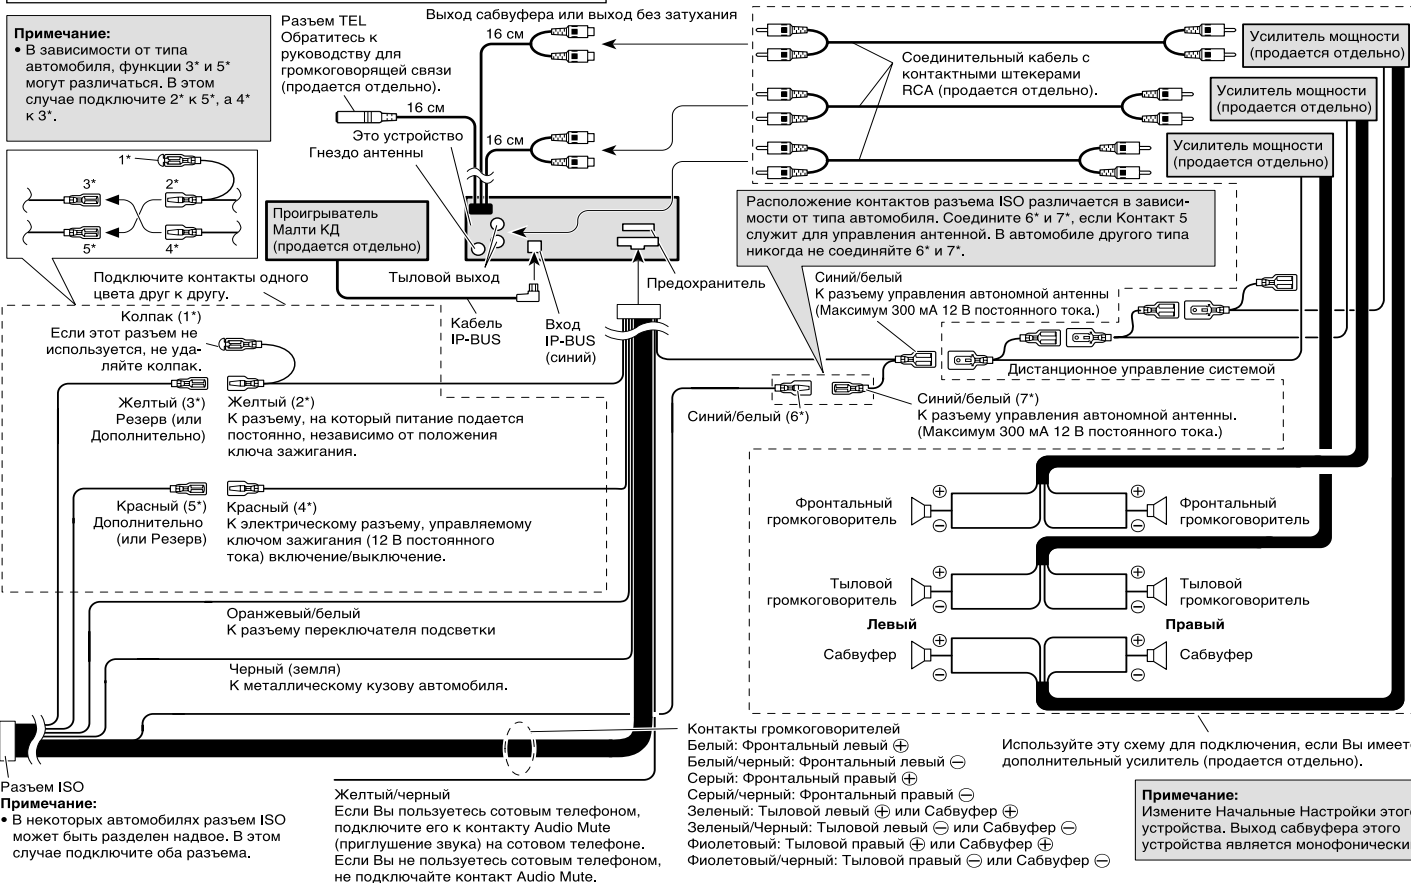 Примечание:
• В зависимости от типа
автомобиля, функции 3* и 5*
могут различаться. В этом
случае подключите 2* к 5*, а 4*
к 3*.
Разъем TEL
Обратитесь к
руководству для
громкоговорящей связи
(продается отдельно).
Выход сабвуфера или выход без затухания
16 см
16 см
16 см
Это устройство
Гнездо антенны
Соединительный кабель с
контактными штекерами
RCA (продается отдельно).
Усилитель мощности
(продается отдельно)
Усилитель мощности
(продается отдельно)
Усилитель мощности
(продается отдельно)
1*
3*
2*
5*
4*
Проигрыватель
Малти КД
(продается отдельно)
Тыловой выход
Предохранитель
Кабель
IP-BUS
Вход
IP-BUS
(синий)
Расположение контактов разъема ISO различается в зависи-
мости от типа автомобиля. Соедините 6* и 7*, если Контакт 5
служит для управления антенной. В автомобиле другого типа
никогда не соединяйте 6* и 7*.
Синий/белый
К разъему управления автономной антенны
(Максимум 300 мА 12 В постоянного тока.)
Дистанционное управление системой
Синий/белый (6*)
Синий/белый (7*)
К разъему управления автономной антенны.
(Максимум 300 мА 12 В постоянного тока.)
Подключите контакты одного
цвета друг к другу.
Колпак (1*)
Если этот разъем не
используется, не уда-
ляйте колпак.
Желтый (3*)
Резерв (или
Дополнительно)
Желтый (2*)
К разъему, на который питание подается
постоянно, независимо от положения
ключа зажигания.
Красный (5*)
Дополнительно
(или Резерв)
Красный (4*)
К электрическому разъему, управляемому
ключом зажигания (12 В постоянного
тока) включение/выключение.
Оранжевый/белый
К разъему переключателя подсветки
Черный (земля)
К металлическому кузову автомобиля.
Фронтальный
громкоговоритель
⊕
⊖
⊕
⊖
Фронтальный
громкоговоритель
Тыловой
громкоговоритель
⊕
⊖
⊕
⊖
Тыловой
громкоговоритель
Левый
Правый
Сабвуфер
⊕
⊖
⊕
⊖
Сабвуфер
Разъем ISO
Примечание:
• В некоторых автомобилях разъем ISO
может быть разделен надвое. В этом
случае подключите оба разъема.
Желтый/черный
Если Вы пользуетесь сотовым телефоном,
подключите его к контакту Audio Mute
(приглушение звука) на сотовом телефоне.
Если Вы не пользуетесь сотовым телефоном,
не подключайте контакт Audio Mute.
Контакты громкоговорителей
Белый: Фронтальный левый ⊕
Белый/черный: Фронтальный левый ⊖
Серый: Фронтальный правый ⊕
Серый/черный: Фронтальный правый ⊖
Зеленый: Тыловой левый ⊕ или Сабвуфер ⊕
Зеленый/Черный: Тыловой левый ⊖ или Сабвуфер ⊖
Фиолетовый: Тыловой правый ⊕ или Сабвуфер ⊕
Фиолетовый/черный: Тыловой правый ⊖ или Сабвуфер ⊖
Используйте эту схему для подключения, если Вы имеет
дополнительный усилитель (продается отдельно).
Примечание:
Измените Начальные Настройки этог
устройства. Выход сабвуфера этого
устройства является монофонически